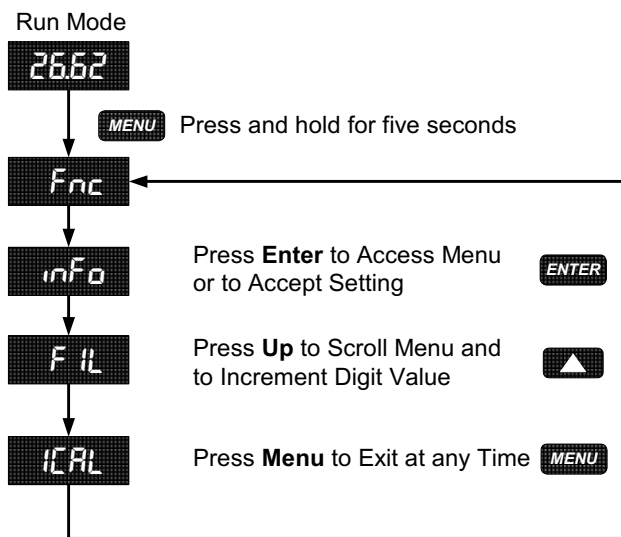 Run Mode
26.62
MENU Press and hold for five seconds
Fnc
inFo
Press Enter to Access Menu
or to Accept Setting
ENTER
FIL
Press Up to Scroll Menu and
to Increment Digit Value
ICAL
Press Menu to Exit at any Time MENU